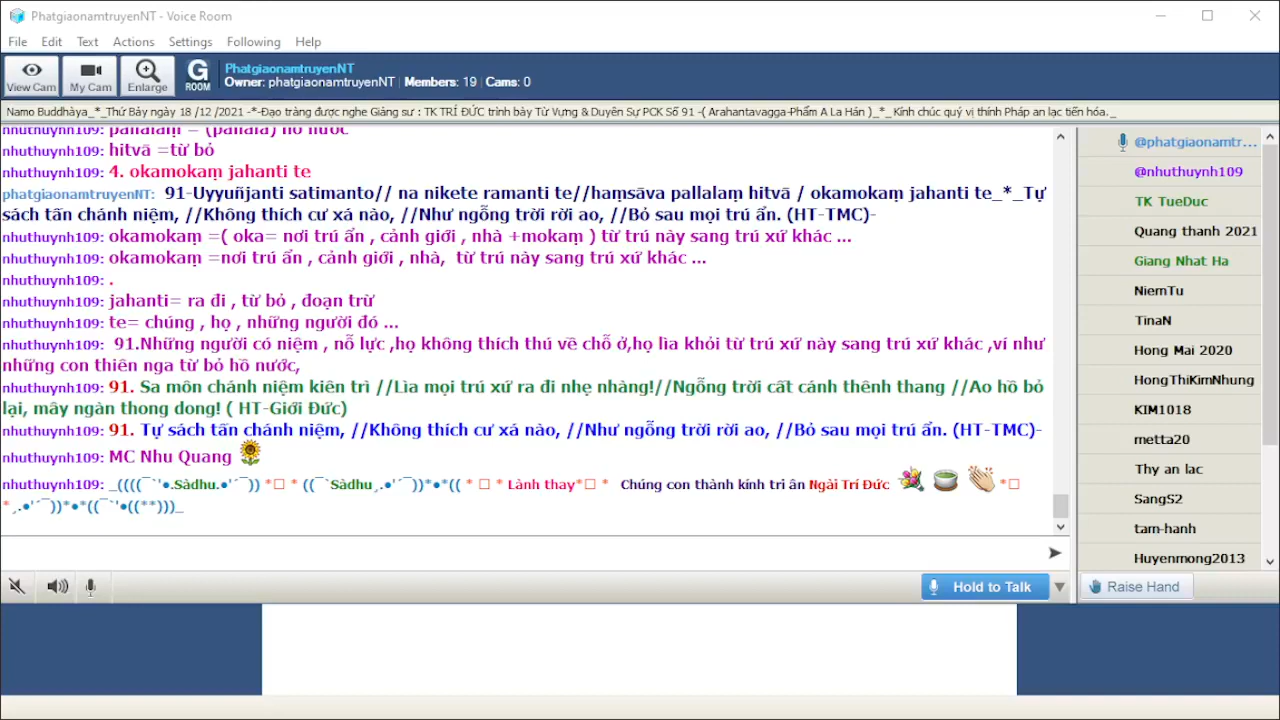 PhatgiaonamtruyenNT - Voice Room
File Edit Text Actions Settings Following Help
View Cam My Cam Enlarge G ROOM
PhatgiaonamtruyenNT
Owner: phatgiaonamtruyenNT Members: 19 Cams: 0
Namo Buddhàya_*_Thứ Bảy ngày 18 /12 /2021 -*-Đạo tràng được nghe Giảng sư : TK TRÍ ĐỨC trình bày Từ Vựng & Duyên Sự PCK Số 91 -( Arahantavagga-Phẩm A La Hán )_*_Kính chúc quý vị thính Pháp an lạc tiến hóa._
nhuthuynh109: pallalaṃ = (pallala) hồ nước
nhuthuynh109: hitvā =từ bỏ
nhuthuynh109: 4. okamokaṃ jahanti te
phatgiaonamtruyenNT: 91-Uyyuñjanti satimanto// na nikete ramanti te//haṃsāva pallalaṃ hitvā / okamokaṃ jahanti te_*_Tự
sách tấn chánh niệm, //Không thích cư xá nào, //Như ngỗng trời rời ao, //Bỏ sau mọi trú ẩn. (HT-TMC)-
nhuthuynh109: okamokaṃ =( oka= nơi trú ẩn , cảnh giới , nhà +mokaṃ ) từ trú này sang trú xứ khác ...
nhuthuynh109: okamokaṃ =nơi trú ẩn , cảnh giới , nhà, từ trú này sang trú xứ khác ...
nhuthuynh109: .
nhuthuynh109: jahanti= ra đi , từ bỏ , đoạn trừ
nhuthuynh109: te= chúng , họ , những người đó ...
nhuthuynh109: 91.Những người có niệm , nỗ lực ,họ không thích thú về chỗ ở,họ lìa khỏi từ trú xứ này sang trú xứ khác ,ví như
những con thiên nga từ bỏ hồ nước,
nhuthuynh109: 91. Sa môn chánh niệm kiên trì //Lìa mọi trú xứ ra đi nhẹ nhàng!//Ngỗng trời cất cánh thênh thang //Ao hồ bỏ
lại, mây ngàn thong dong! ( HT-Giới Đức)
nhuthuynh109: 91. Tự sách tấn chánh niệm, //Không thích cư xá nào, //Như ngỗng trời rời ao, //Bỏ sau mọi trú ẩn. (HT-TMC)-
nhuthuynh109: MC Nhu Quang
nhuthuynh109: _((((¯`'•.Sàdhu.•'´¯)) *□ * ((¯`Sàdhu¸.•'´¯))*•*(( * □ * Lành thay*□ * Chúng con thành kính tri ân Ngài Trí Đức *□
*¸.•'´¯))*•*((¯`'•((**)))_
@phatgiaonamtr...
@nhuthuynh109
TK TueDuc
Quang thanh 2021
Giang Nhat Ha
NiemTu
TinaN
Hong Mai 2020
HongThiKimNhung
KIM1018
metta20
Thy an lac
SangS2
tam-hanh
Huyenmong2013
Hold to Talk
Raise Hand